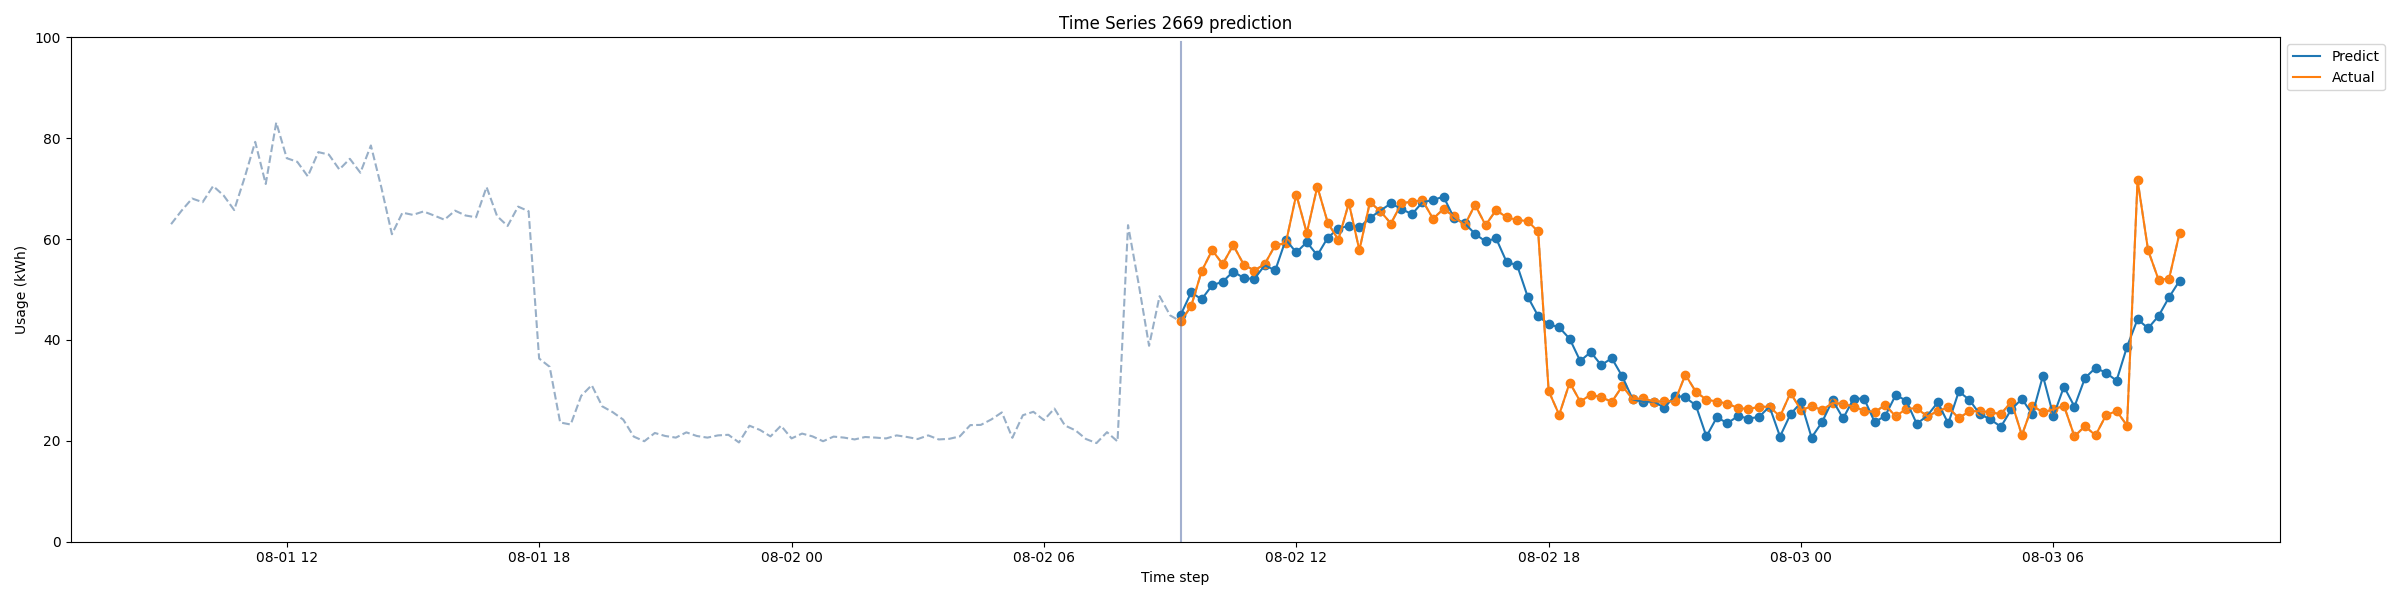 Time Series 2669 prediction
100
80
60
40
20
0
Usage (kWh)
08-01 12
08-01 18
08-02 00
08-02 06
08-02 12
08-02 18
08-03 00
08-03 06
Time step
Predict
Actual